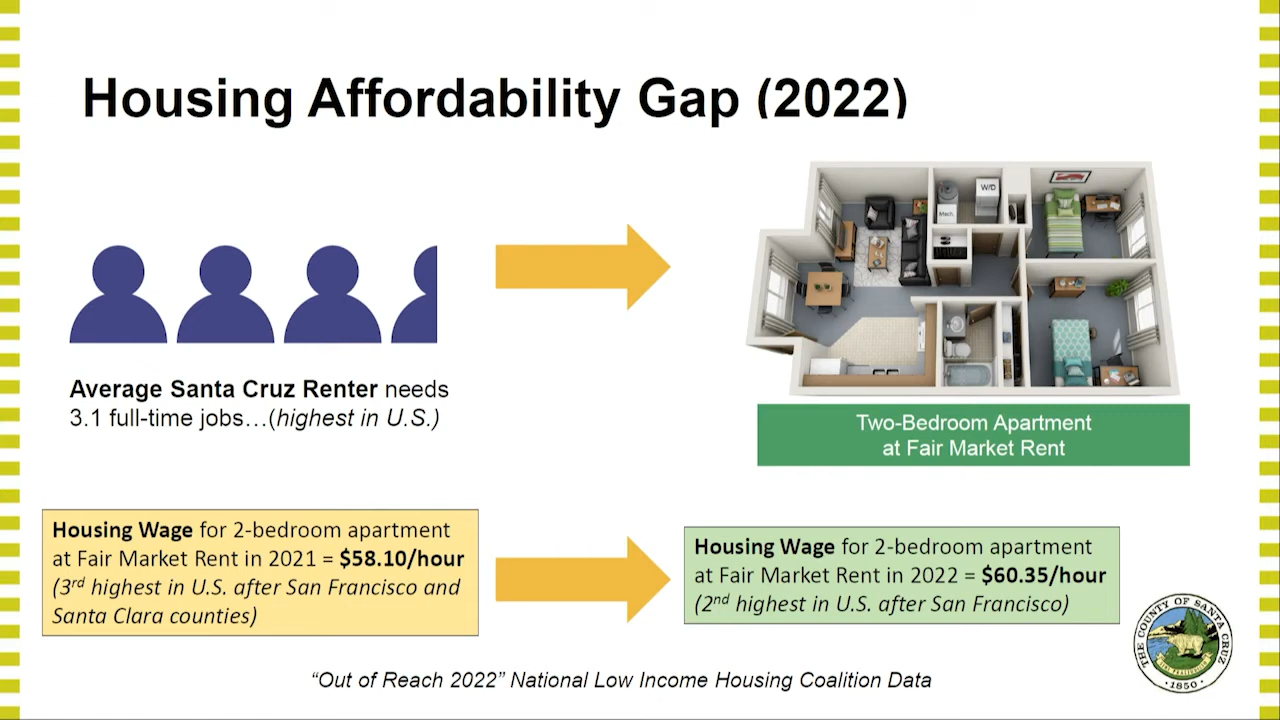 Housing Affordability Gap (2022)
W/D
Mech.
Average Santa Cruz Renter needs
3.1 full-time jobs…(highest in U.S.)
Two-Bedroom Apartment
at Fair Market Rent
Housing Wage for 2-bedroom apartment
at Fair Market Rent in 2021 = $58.10/hour
(3rd highest in U.S. after San Francisco and
Santa Clara counties)
Housing Wage for 2-bedroom apartment
at Fair Market Rent in 2022 = $60.35/hour
(2nd highest in U.S. after San Francisco)
THE COUNTY OF SANTA CRUZ
·1850·
“Out of Reach 2022” National Low Income Housing Coalition Data